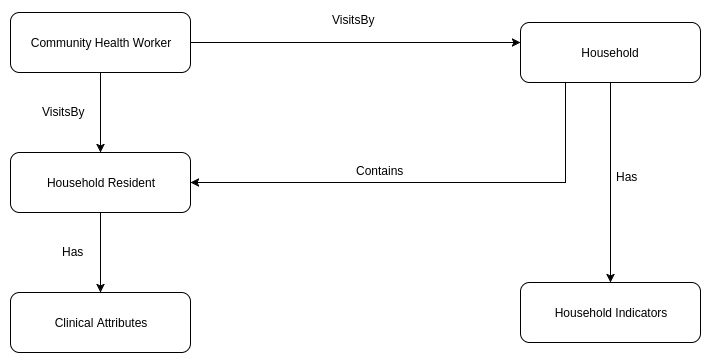 VisitsBy
Community Health Worker
Household
VisitsBy
Contains
Has
Household Resident
Has
Household Indicators
Clinical Attributes